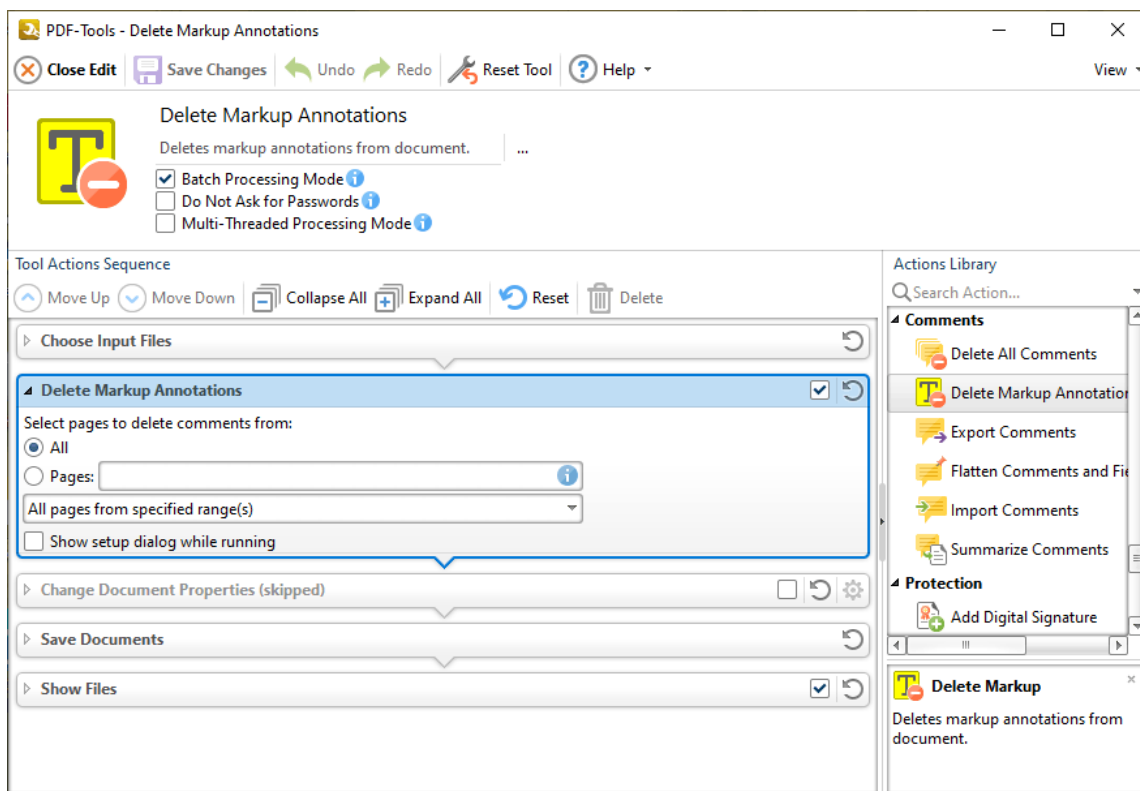 PDF-Tools - Delete Markup Annotations
Close Edit Save Changes Undo Redo Reset Tool ? Help View
Delete Markup Annotations
Deletes markup annotations from document. ...
Batch Processing Mode i
Do Not Ask for Passwords i
Multi-Threaded Processing Mode i
Tool Actions Sequence
Move Up Move Down Collapse All Expand All Reset Delete
Choose Input Files
Delete Markup Annotations
Select pages to delete comments from:
All
Pages: i
All pages from specified range(s)
Show setup dialog while running
Change Document Properties (skipped)
Save Documents
Show Files
Actions Library
Search Action...
Comments
Delete All Comments
T Delete Markup Annotation
Export Comments
Flatten Comments and Fie
Import Comments
Summarize Comments
Protection
Add Digital Signature
T Delete Markup
Deletes markup annotations from
document.